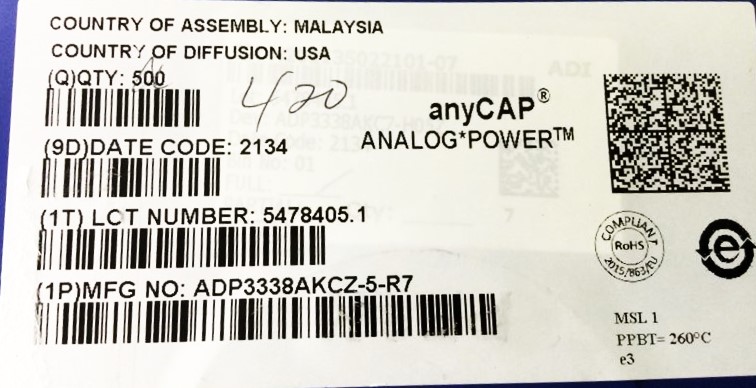 COUNTRY OF ASSEMBLY: MALAYSIA
COUNTRY OF DIFFUSION: USA
(Q)QTY: 500
420
anyCAP®
ANALOG*POWER™
(9D)DATE CODE: 2134
(1T) LOT NUMBER: 5478405.1
(1P)MFG NO: ADP3338AKCZ-5-R7
COMPLIANT
RoHS
2015/863/EU
e
MSL 1
PPBT= 260°C
e3
ADI